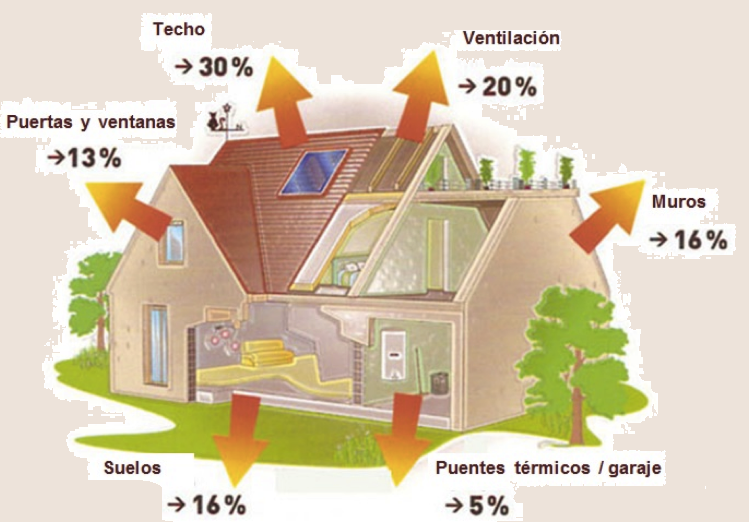 Techo
→ 30%
Ventilación
→ 20%
Puertas y ventanas
→ 13%
Muros
→ 16%
Suelos
→ 16%
Puentes térmicos / garaje
→ 5%